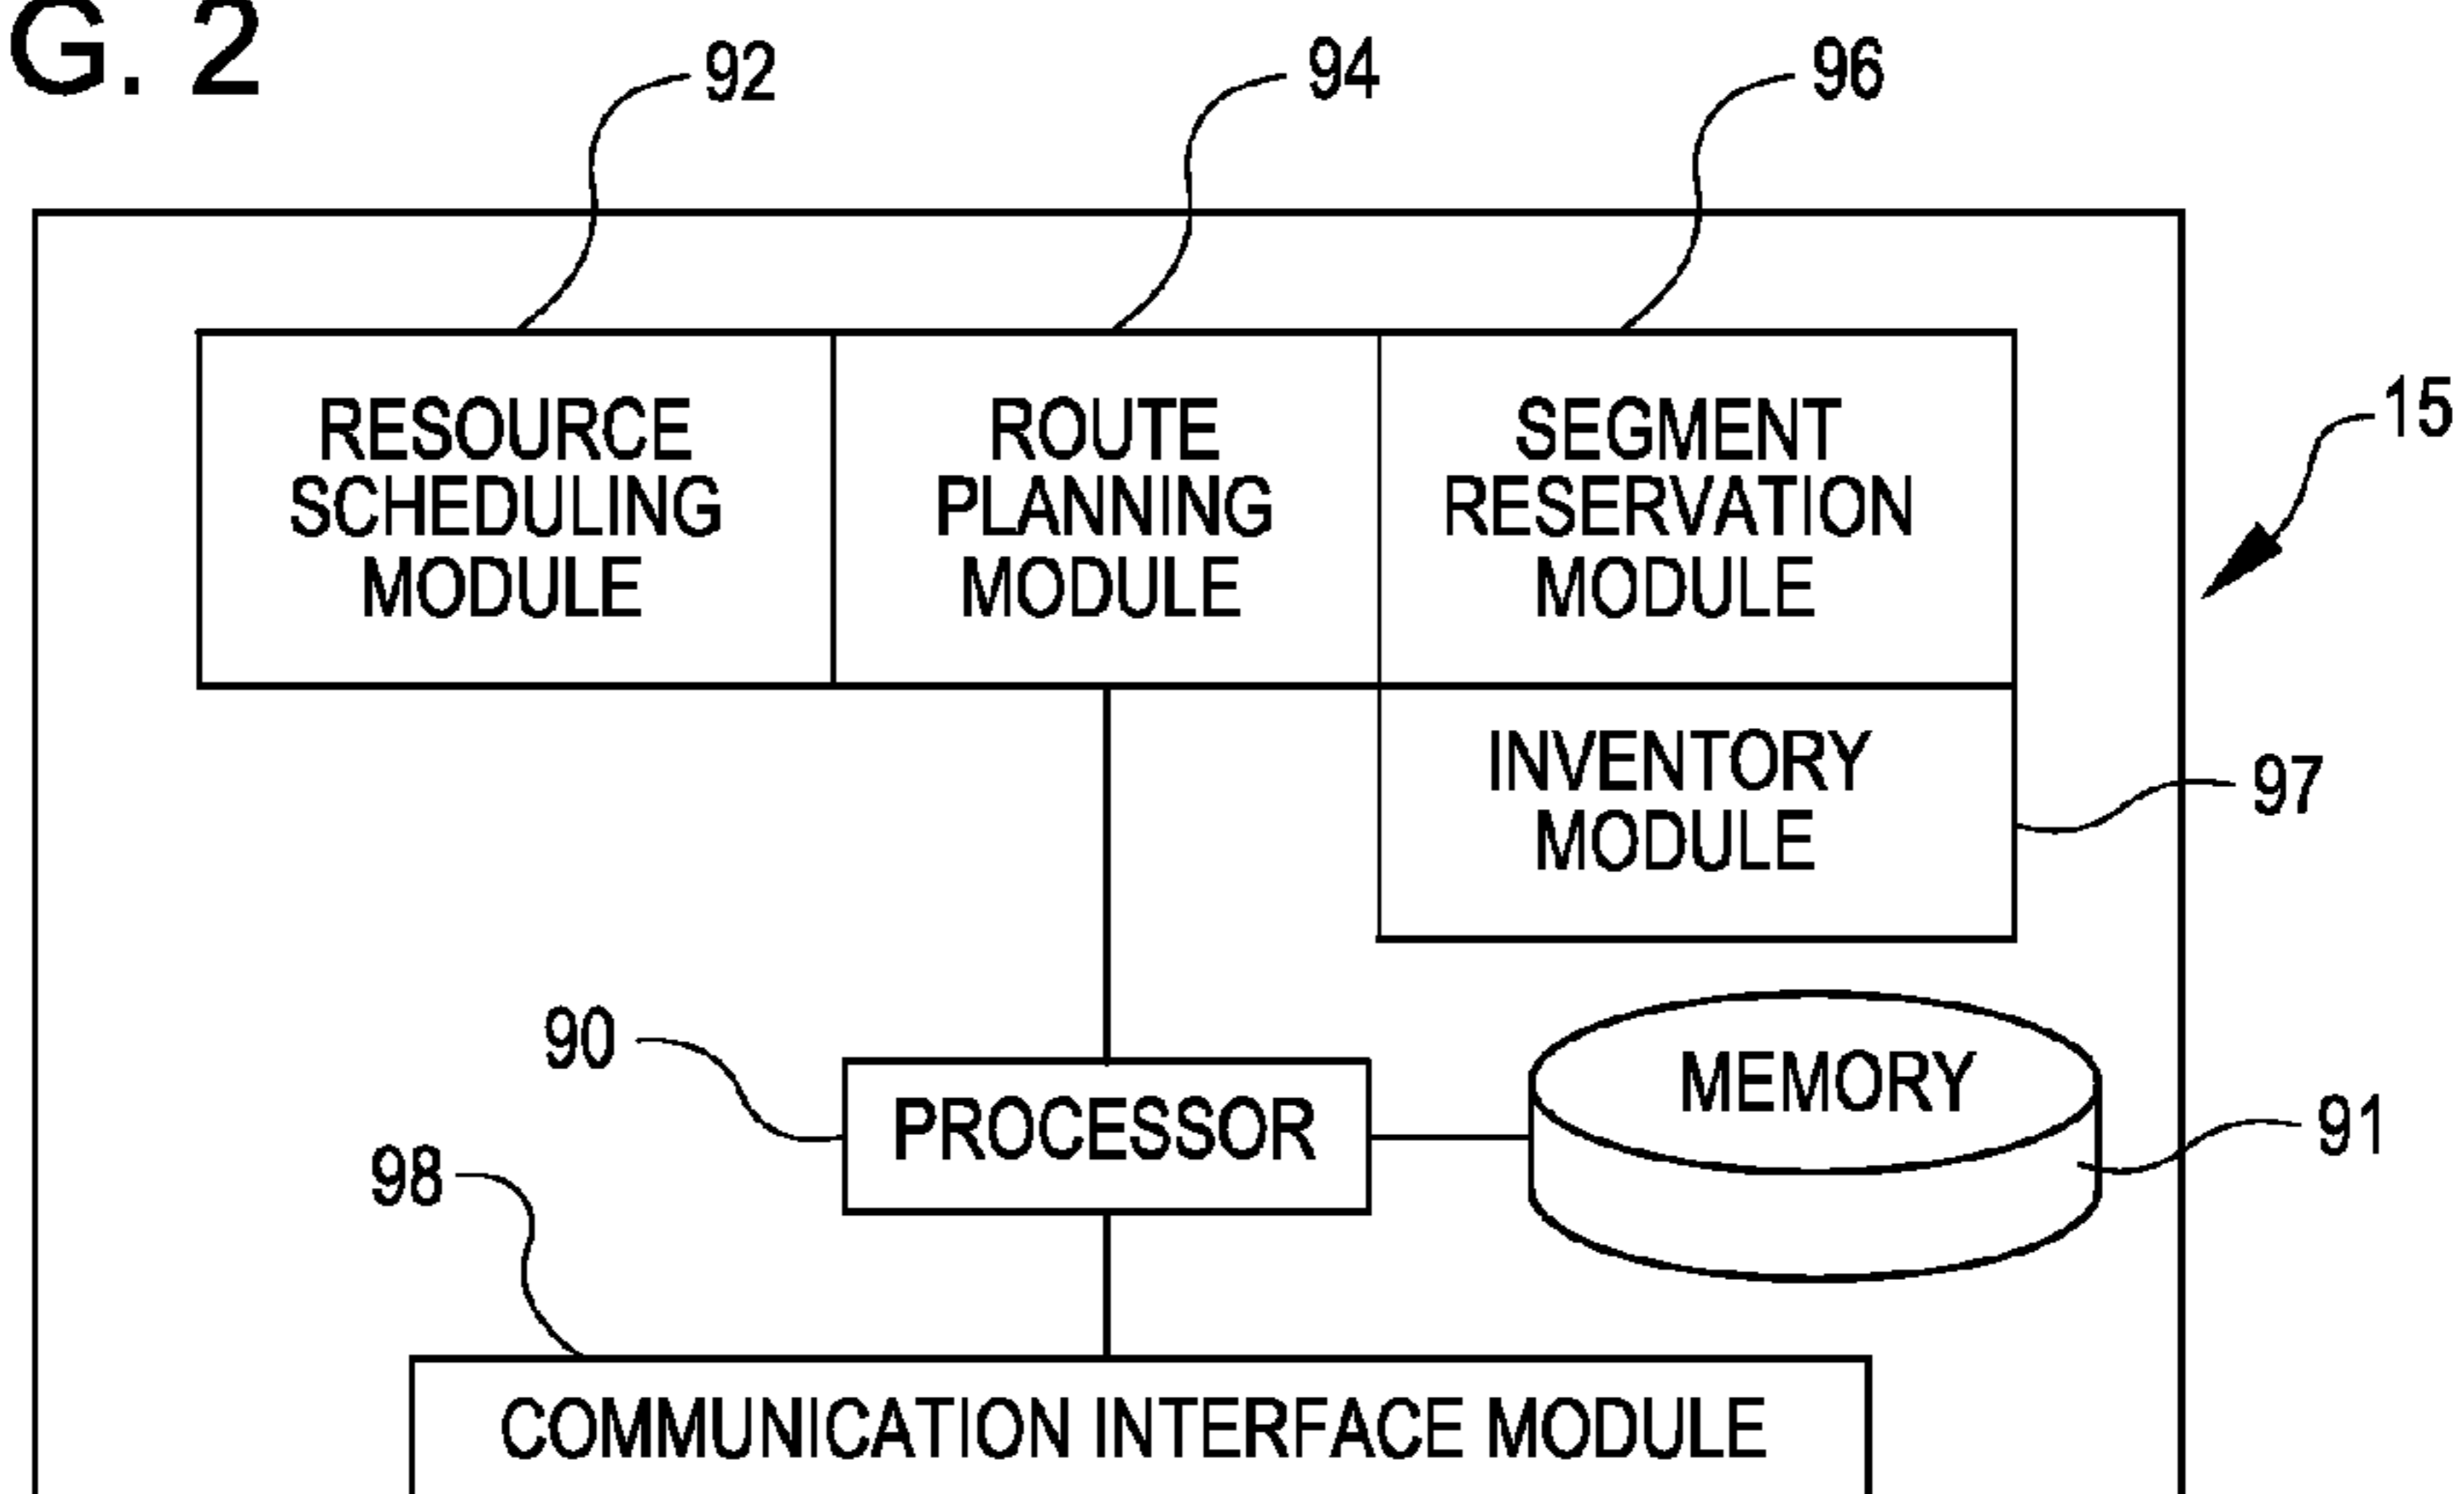 G. 2
92
94
96
RESOURCE
SCHEDULING
MODULE
ROUTE
PLANNING
MODULE
SEGMENT
RESERVATION
MODULE
15
INVENTORY
MODULE
97
90
PROCESSOR
MEMORY
91
98
COMMUNICATION INTERFACE MODULE